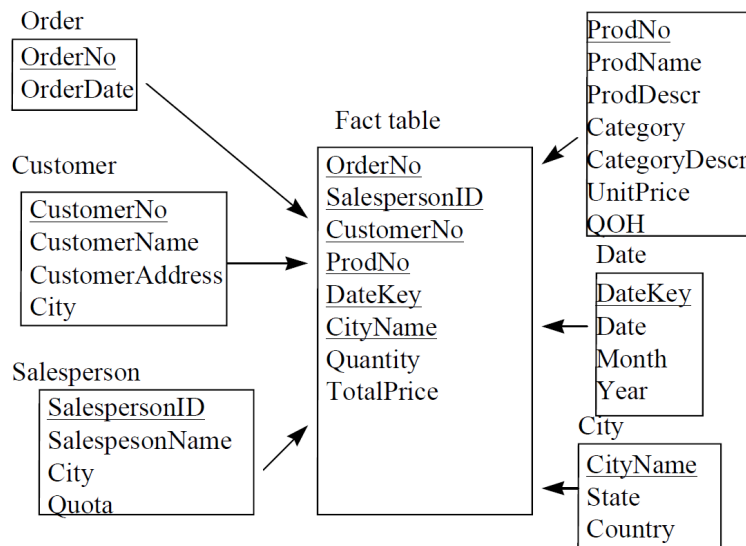 Order
OrderNo
OrderDate
Customer
CustomerNo
CustomerName
CustomerAddress
City
Salesperson
SalespersonID
SalespesonName
City
Quota
Fact table
OrderNo
SalespersonID
CustomerNo
ProdNo
DateKey
CityName
Quantity
TotalPrice
ProdNo
ProdName
ProdDescr
Category
CategoryDescr
UnitPrice
QOH
Date
DateKey
Date
Month
Year
City
CityName
State
Country